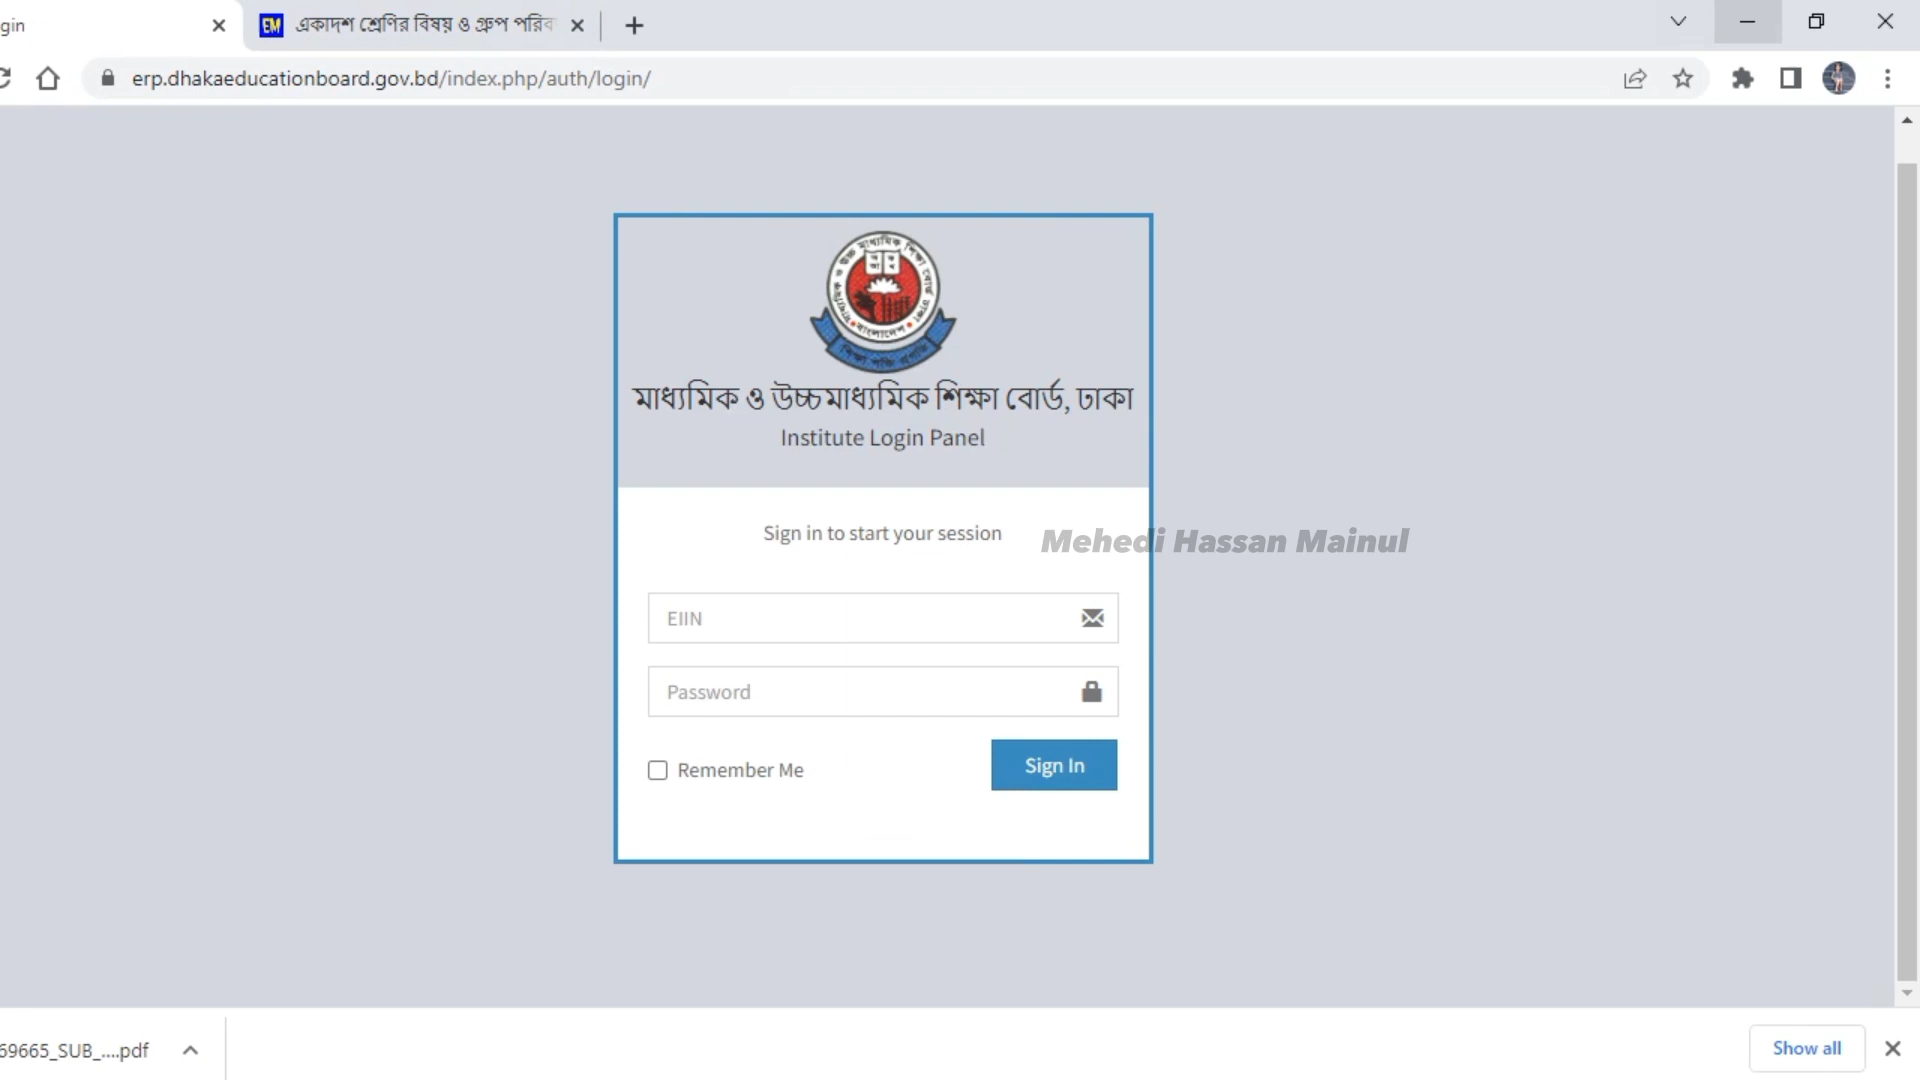 gin
একাদশ শ্রেণির বিষয় ও গ্রুপ পরিব
erp.dhakaeducationboard.gov.bd/index.php/auth/login/
মাধ্যমিক ও উচ্চমাধ্যমিক শিক্ষা বোর্ড, ঢাকা
Institute Login Panel
Sign in to start your session
Mehedi Hassan Mainul
EIIN
Password
Remember Me
Sign In
69665_SUB_....pdf
Show all